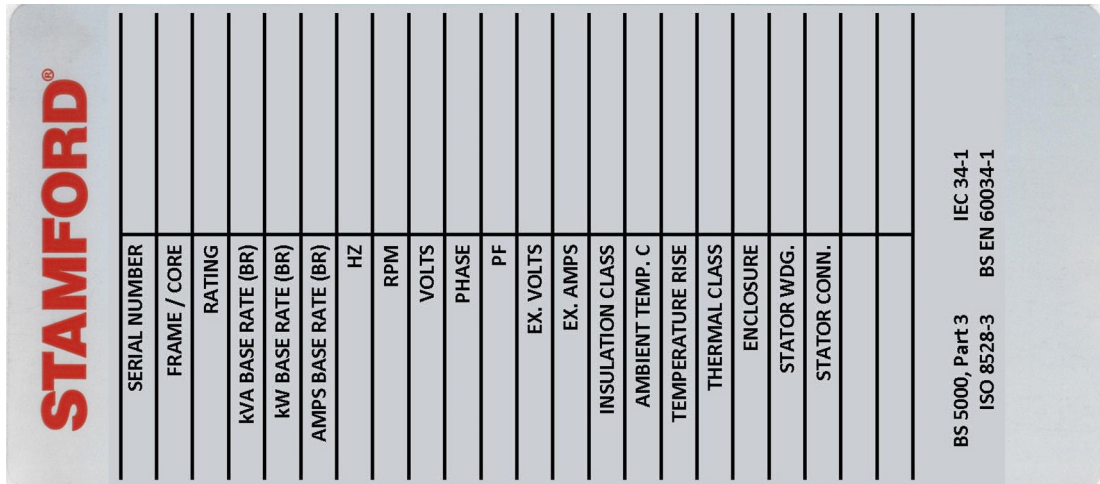 STAMFORD®
SERIAL NUMBER
FRAME / CORE
RATING
kVA BASE RATE (BR)
kW BASE RATE (BR)
AMPS BASE RATE (BR)
HZ
RPM
VOLTS
PHASE
PF
EX. VOLTS
EX. AMPS
INSULATION CLASS
AMBIENT TEMP. C
TEMPERATURE RISE
THERMAL CLASS
ENCLOSURE
STATOR WDG.
STATOR CONN.
BS 5000, Part 3 IEC 34-1
ISO 8528-3 BS EN 60034-1